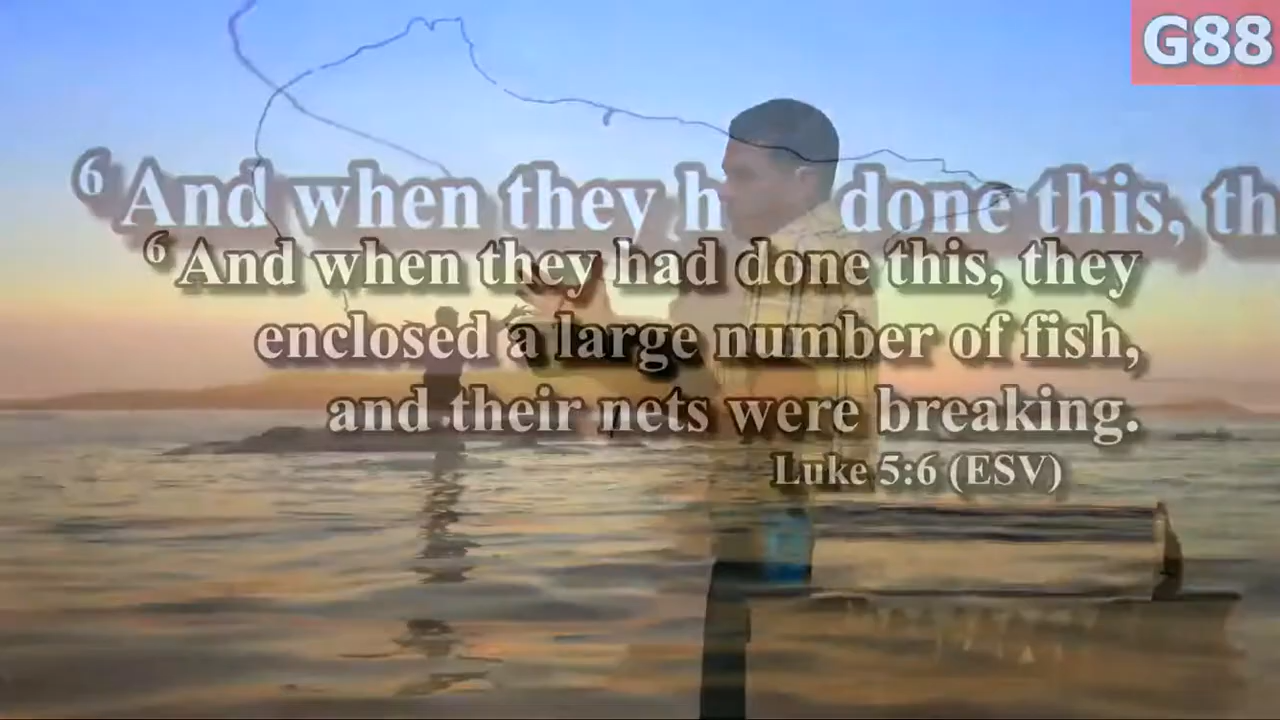 G88
6 And when they h done this, th
6 And when they had done this, they
enclosed a large number of fish,
and their nets were breaking.
Luke 5:6 (ESV)